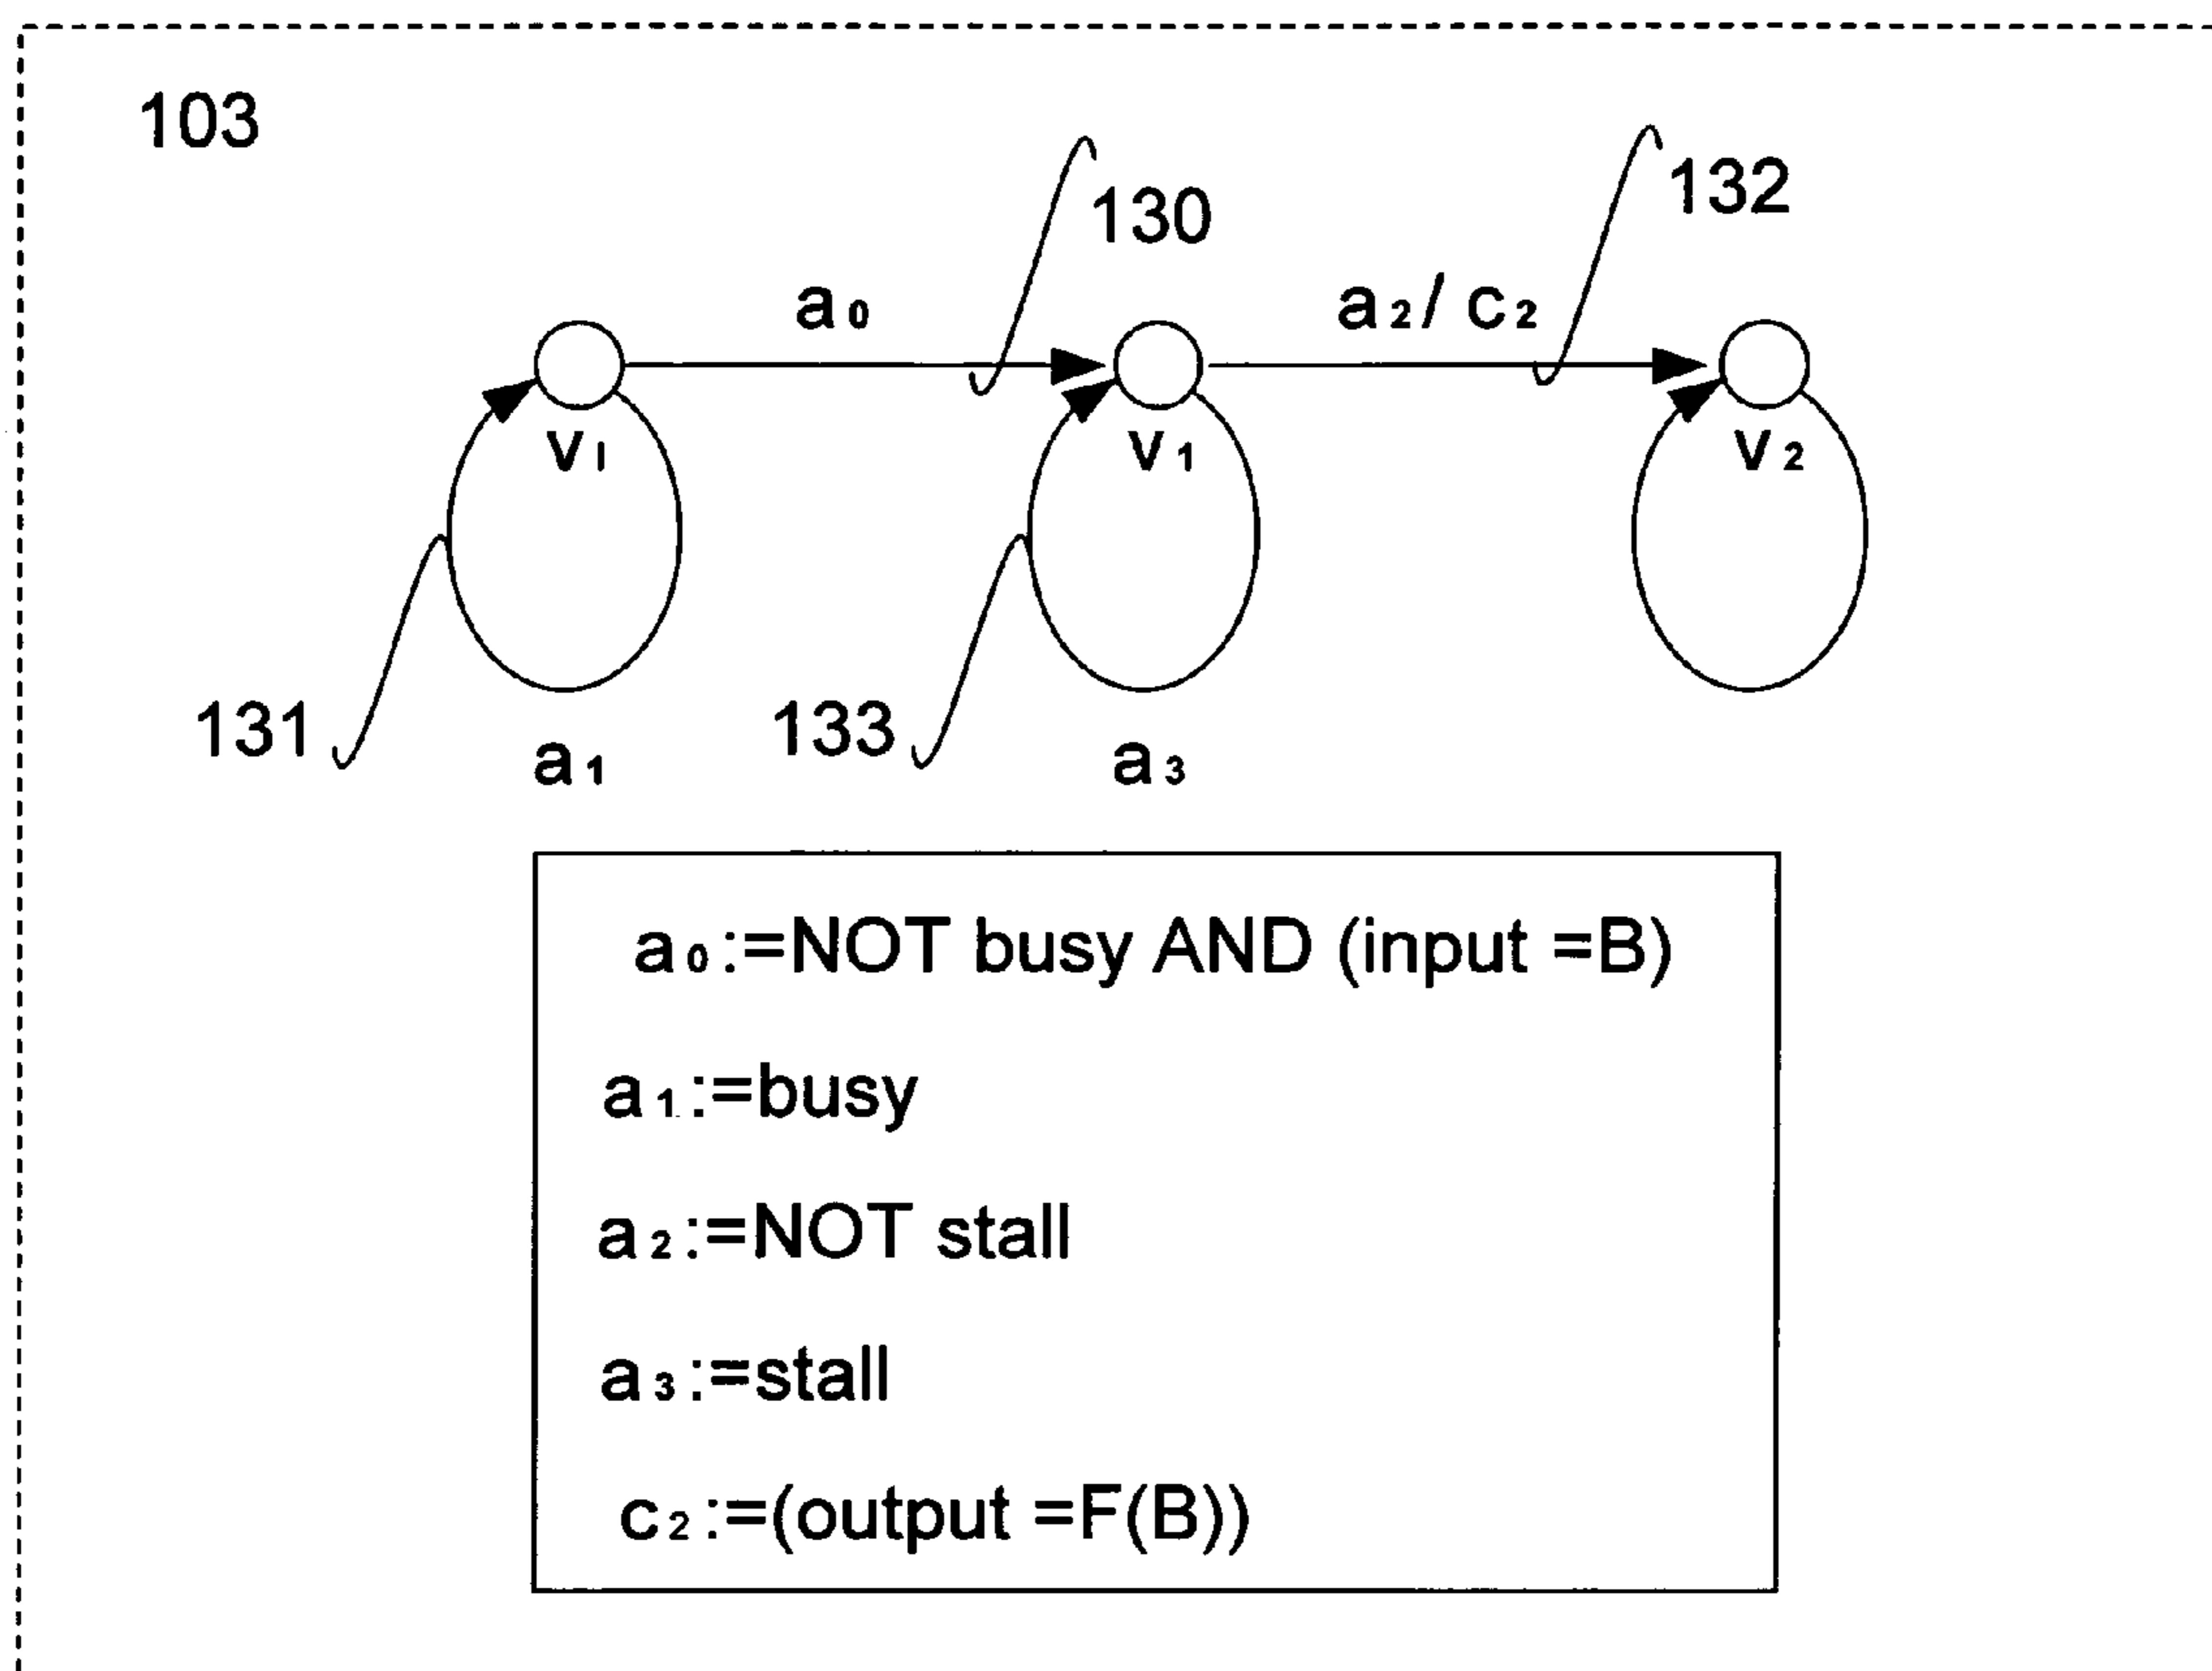 103
130
132
a₀
a₂/ c₂
vI
v₁
v₂
131
133
a₁
a₃
a₀:=NOT busy AND (input =B)
a₁:=busy
a₂:=NOT stall
a₃:=stall
c₂:=(output =F(B))